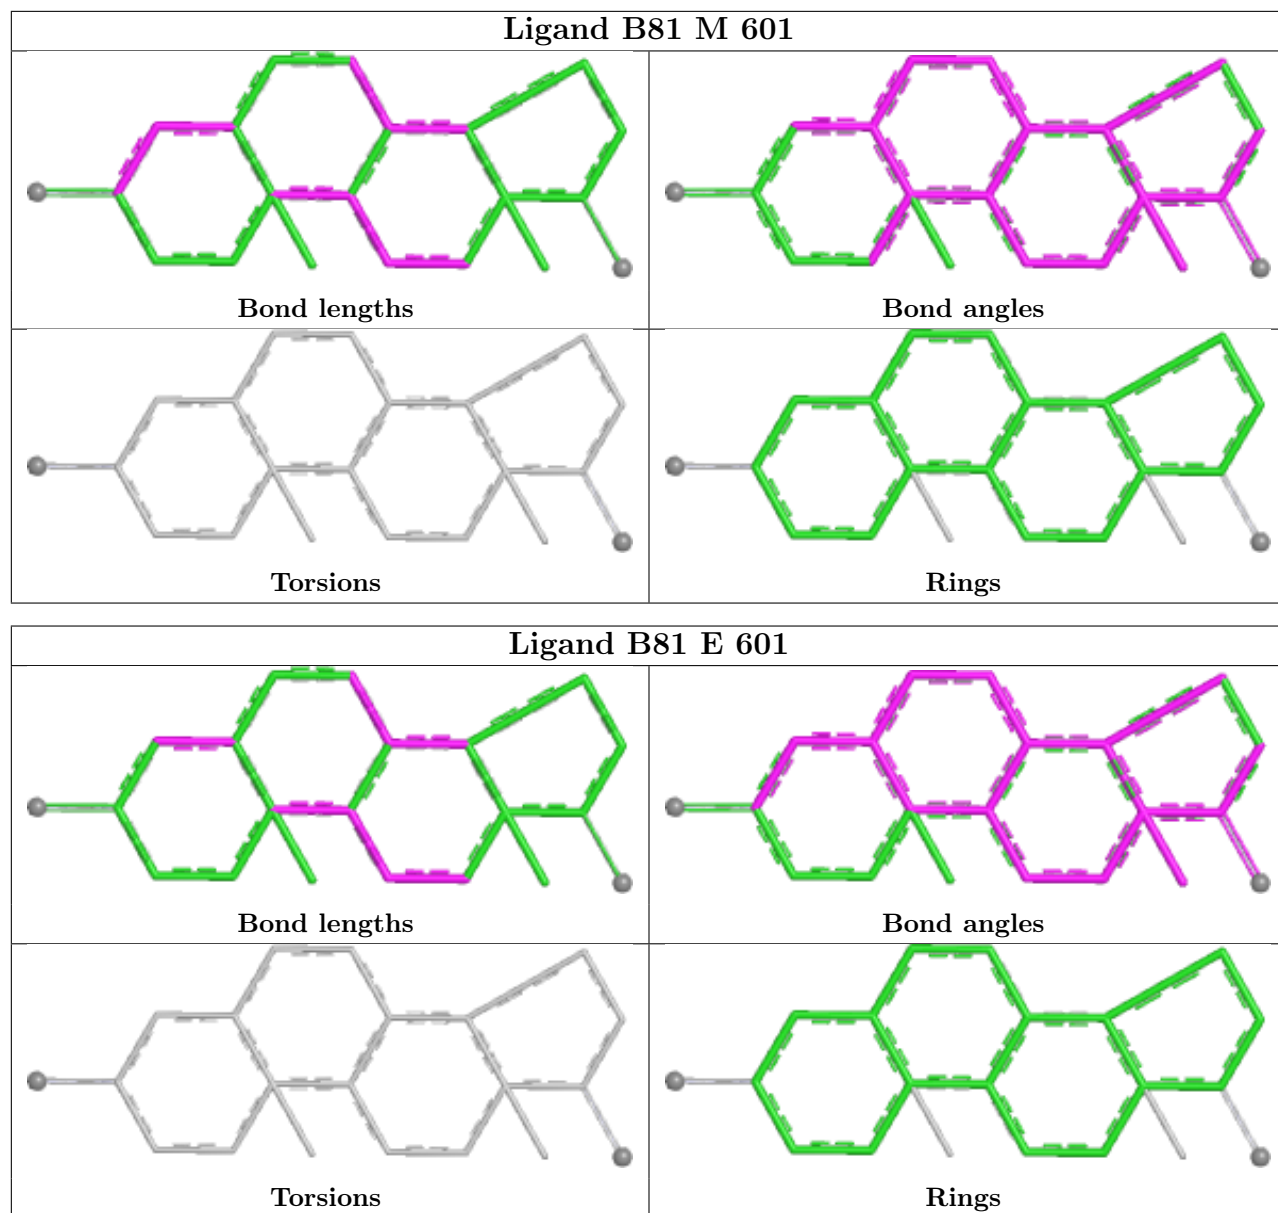 Ligand B81 M 601
Bond lengths
Bond angles
Torsions
Rings
Ligand B81 E 601
Bond lengths
Bond angles
Torsions
Rings